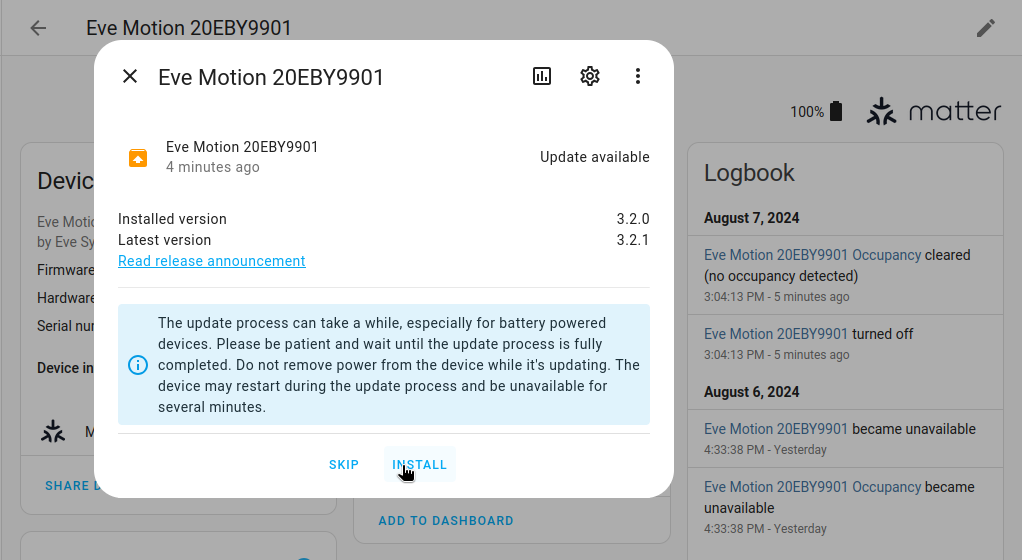 Eve Motion 20EBY9901
Eve Motion 20EBY9901
Eve Motion 20EBY9901
4 minutes ago
Update available
Installed version 3.2.0
Latest version 3.2.1
Read release announcement
The update process can take a while, especially for battery powered
devices. Please be patient and wait until the update process is fully
completed. Do not remove power from the device while it's updating. The
device may restart during the update process and be unavailable for
several minutes.
SKIP INSTALL
100%
matter
Devic
Eve Motio
by Eve Sy
Firmware
Hardware
Serial nur
Device in
M
SHARE D
ADD TO DASHBOARD
Logbook
August 7, 2024
Eve Motion 20EBY9901 Occupancy cleared
(no occupancy detected)
3:04:13 PM - 5 minutes ago
Eve Motion 20EBY9901 turned off
3:04:13 PM - 5 minutes ago
August 6, 2024
Eve Motion 20EBY9901 became unavailable
4:33:38 PM - Yesterday
Eve Motion 20EBY9901 Occupancy became
unavailable
4:33:38 PM - Yesterday